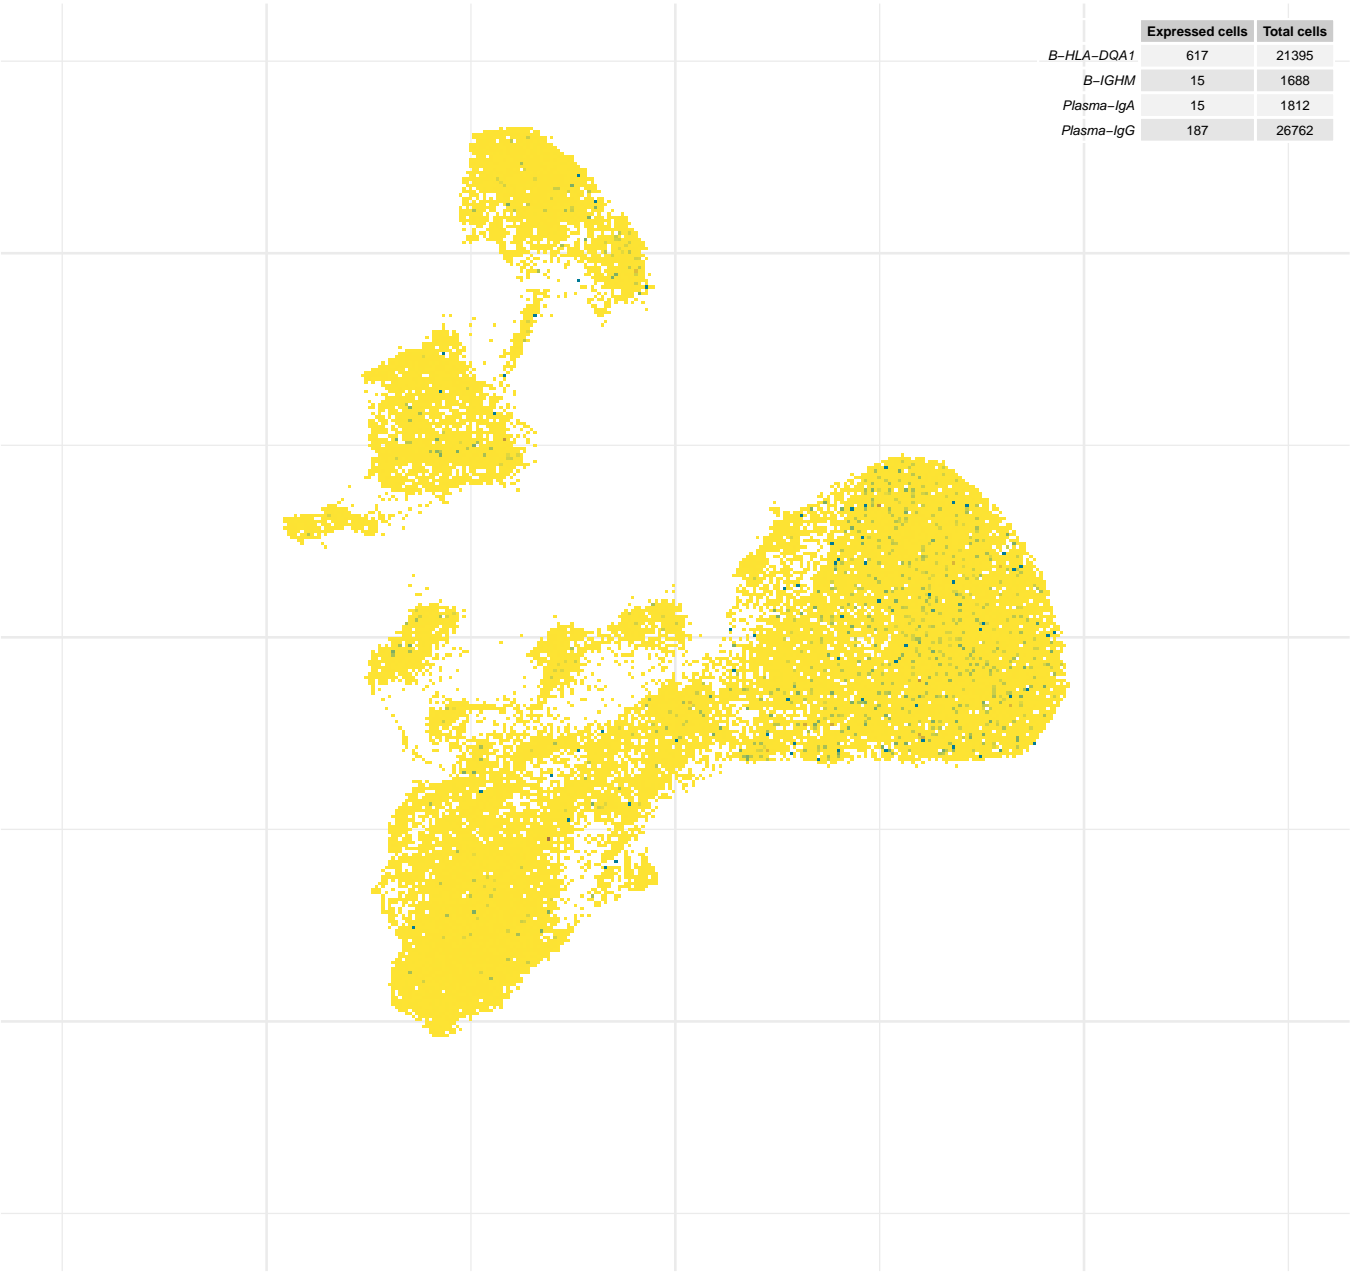 Expressed cells Total cells
B−HLA−DQA1 617 21395
B−IGHM 15 1688
Plasma−IgA 15 1812
Plasma−IgG 187 26762